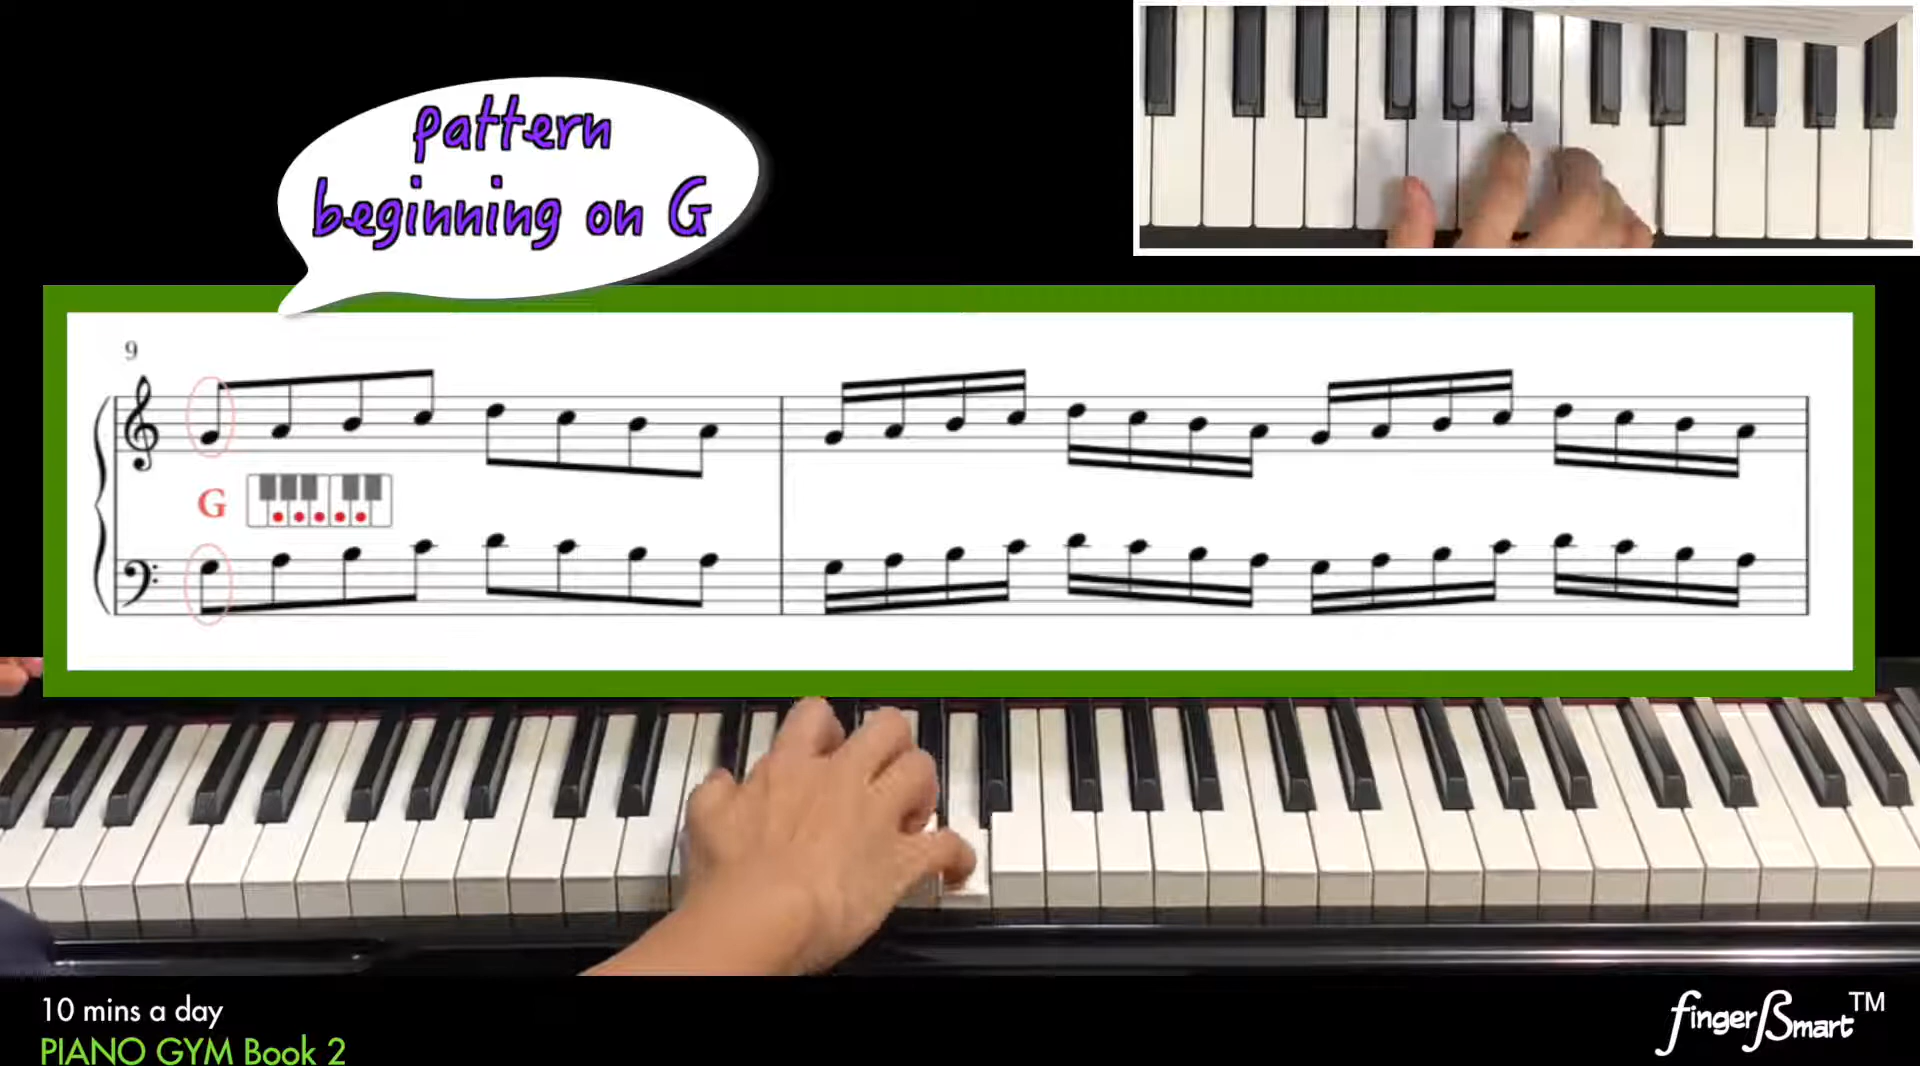 pattern
beginning on G
9
G
10 mins a day
PIANO GYM Book 2
fingerSmart™